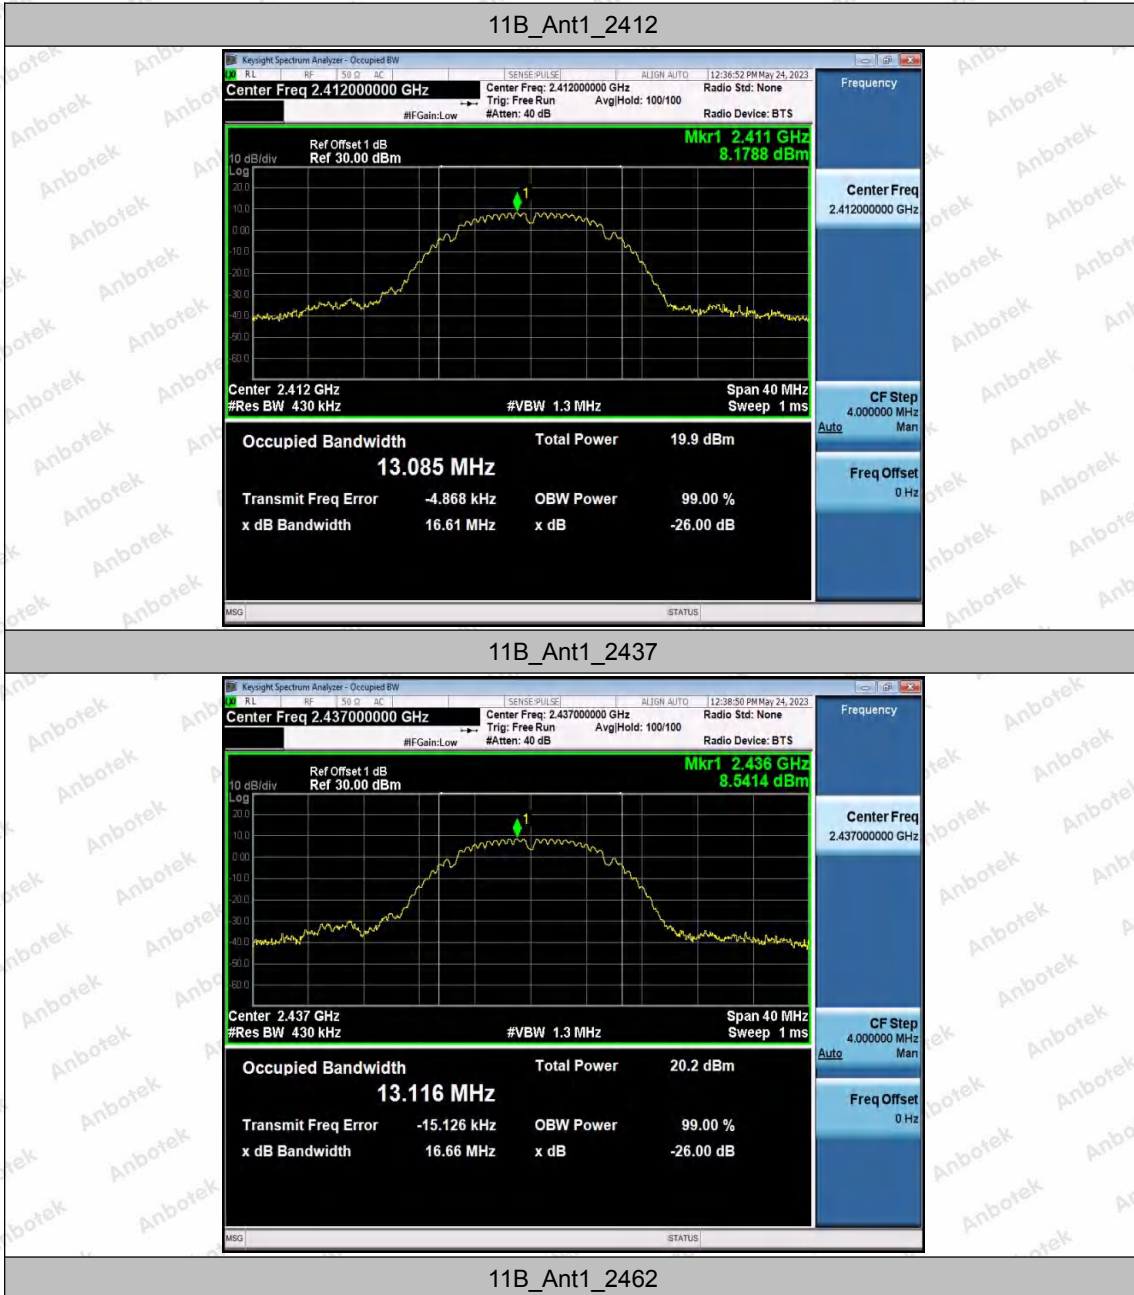 11B_Ant1_2412
Keysight Spectrum Analyzer - Occupied BW
RL RF 50 Ω AC SENSE:PULSE ALIGN AUTO 12:36:52 PM May 24, 2023
Center Freq 2.412000000 GHz
Center Freq: 2.412000000 GHz Radio Std: None
Trig: Free Run Avg|Hold: 100/100
#IFGain:Low #Atten: 40 dB Radio Device: BTS
Frequency
Mkr1 2.411 GHz
8.1788 dBm
Ref Offset 1 dB
10 dB/div Ref 30.00 dBm
Log
20.0
10.0
0.00
-10.0
-20.0
-30.0
-40.0
-50.0
-60.0
1
Center 2.412 GHz Span 40 MHz
#Res BW 430 kHz #VBW 1.3 MHz Sweep 1 ms
Center Freq
2.412000000 GHz
CF Step
4.000000 MHz
Auto Man
Freq Offset
0 Hz
Occupied Bandwidth Total Power 19.9 dBm
13.085 MHz
Transmit Freq Error -4.868 kHz OBW Power 99.00 %
x dB Bandwidth 16.61 MHz x dB -26.00 dB
MSG STATUS
11B_Ant1_2437
Keysight Spectrum Analyzer - Occupied BW
RL RF 50 Ω AC SENSE:PULSE ALIGN AUTO 12:38:50 PM May 24, 2023
Center Freq 2.437000000 GHz
Center Freq: 2.437000000 GHz Radio Std: None
Trig: Free Run Avg|Hold: 100/100
#IFGain:Low #Atten: 40 dB Radio Device: BTS
Frequency
Mkr1 2.436 GHz
8.5414 dBm
Ref Offset 1 dB
10 dB/div Ref 30.00 dBm
Log
20.0
10.0
0.00
-10.0
-20.0
-30.0
-40.0
-50.0
-60.0
1
Center 2.437 GHz Span 40 MHz
#Res BW 430 kHz #VBW 1.3 MHz Sweep 1 ms
Center Freq
2.437000000 GHz
CF Step
4.000000 MHz
Auto Man
Freq Offset
0 Hz
Occupied Bandwidth Total Power 20.2 dBm
13.116 MHz
Transmit Freq Error -15.126 kHz OBW Power 99.00 %
x dB Bandwidth 16.66 MHz x dB -26.00 dB
MSG STATUS
11B_Ant1_2462
Anbotek